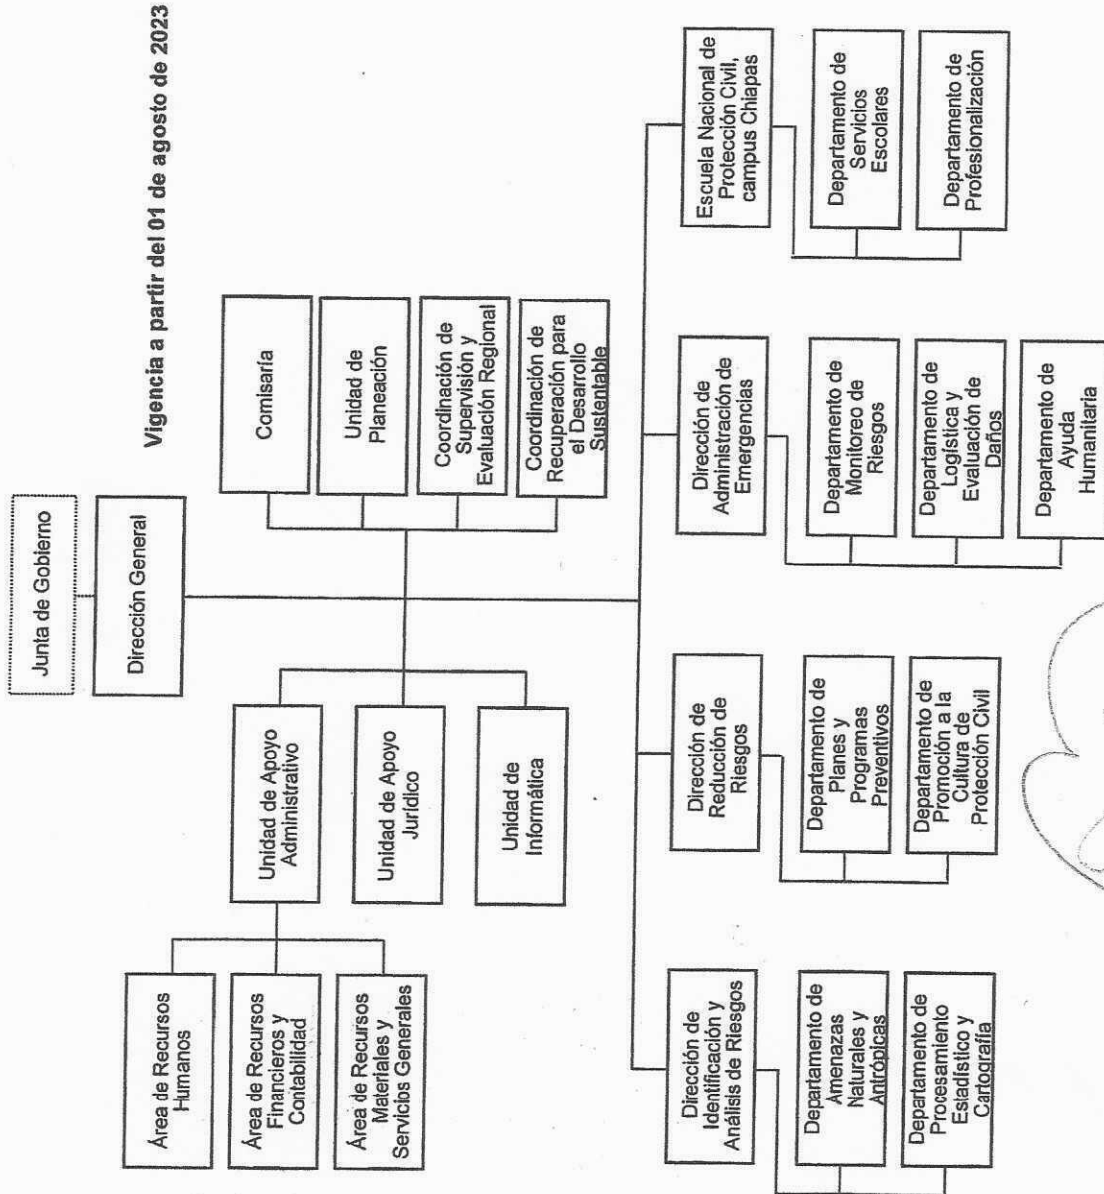 Vigencia a partir del 01 de agosto de 2023
Junta de Gobierno
Dirección General
Comisaría
Unidad de
Planeación
Coordinación de
Supervisión y
Evaluación Regional
Coordinación de
Recuperación para
el Desarrollo
Sustentable
Unidad de Apoyo
Administrativo
Unidad de Apoyo
Jurídico
Unidad de
Informática
Área de Recursos
Humanos
Área de Recursos
Financieros y
Contabilidad
Área de Recursos
Materiales y
Servicios Generales
Dirección de
Identificación y
Análisis de Riesgos
Departamento de
Amenazas
Naturales y
Antrópicas
Departamento de
Procesamiento
Estadístico y
Cartografía
Dirección de
Reducción de
Riesgos
Departamento de
Planes y
Programas
Preventivos
Departamento de
Promoción a la
Cultura de
Protección Civil
Dirección de
Administración de
Emergencias
Departamento de
Monitoreo de
Riesgos
Departamento de
Logística y
Evaluación de
Daños
Departamento de
Ayuda
Humanitaria
Escuela Nacional de
Protección Civil,
campus Chiapas
Departamento de
Servicios
Escolares
Departamento de
Profesionalización